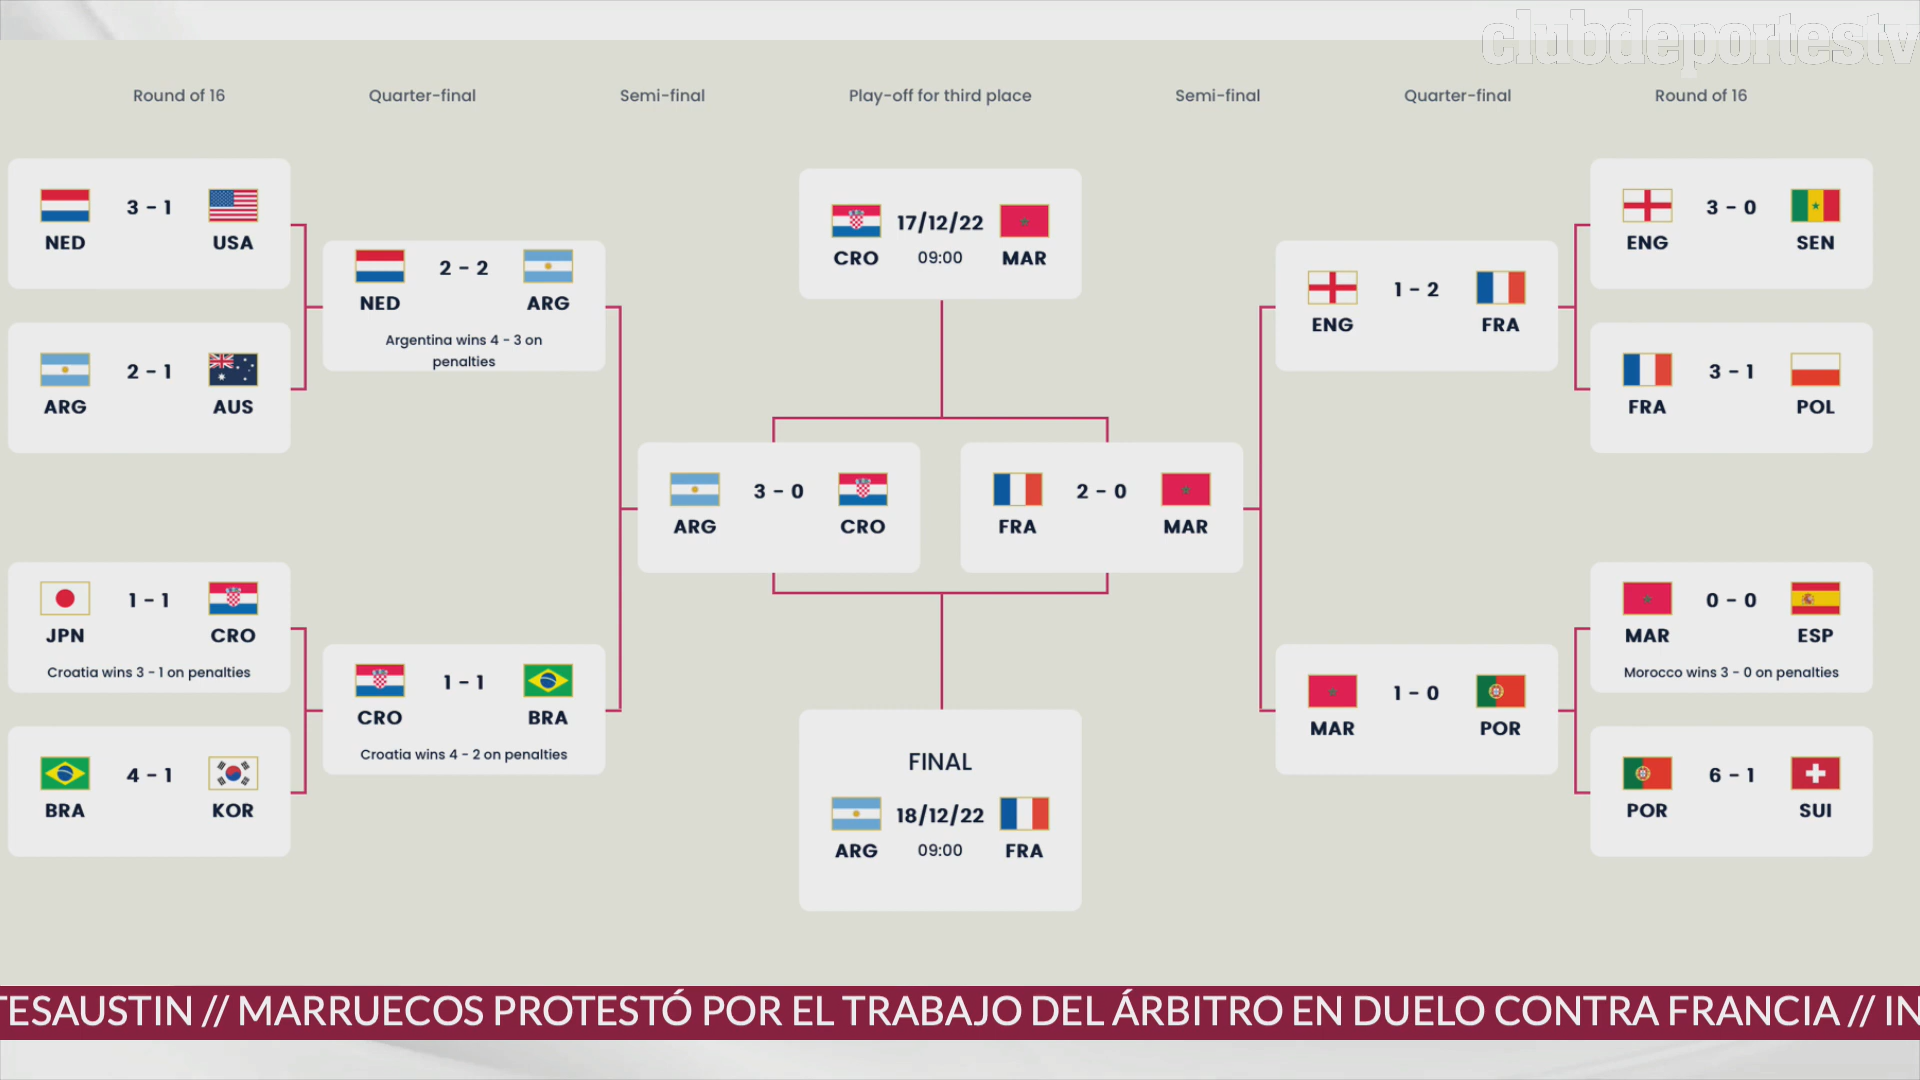 clubdeportestv
Round of 16
Quarter-final
Semi-final
Play-off for third place
Semi-final
Quarter-final
Round of 16
NED 3 - 1 USA
ARG 2 - 1 AUS
JPN 1 - 1 CRO
Croatia wins 3 - 1 on penalties
BRA 4 - 1 KOR
NED 2 - 2 ARG
Argentina wins 4 - 3 on
penalties
CRO 1 - 1 BRA
Croatia wins 4 - 2 on penalties
ARG 3 - 0 CRO
17/12/22
CRO 09:00 MAR
FINAL
18/12/22
ARG 09:00 FRA
FRA 2 - 0 MAR
ENG 1 - 2 FRA
MAR 1 - 0 POR
ENG 3 - 0 SEN
FRA 3 - 1 POL
MAR 0 - 0 ESP
Morocco wins 3 - 0 on penalties
POR 6 - 1 SUI
TESAUSTIN // MARRUECOS PROTESTÓ POR EL TRABAJO DEL ÁRBITRO EN DUELO CONTRA FRANCIA // IN